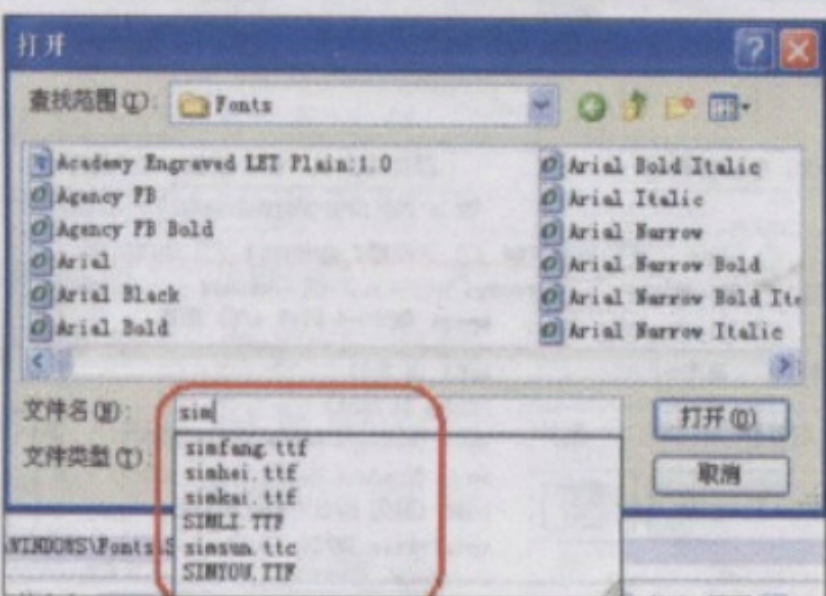 打开
查找范围(I): Fonts
Academy Engraved LET Plain:1.0
Agency FB
Agency FB Bold
Arial
Arial Black
Arial Bold
Arial Bold Italic
Arial Italic
Arial Narrow
Arial Narrow Bold
Arial Narrow Bold Ita
Arial Narrow Italic
文件名(N): sim
打开(O)
文件类型(T)
取消
simfang.ttf
simhei.ttf
simkai.ttf
SIMLI.TTF
simsun.ttc
SIMYOU.TTF
WINDOWS\Fonts\S